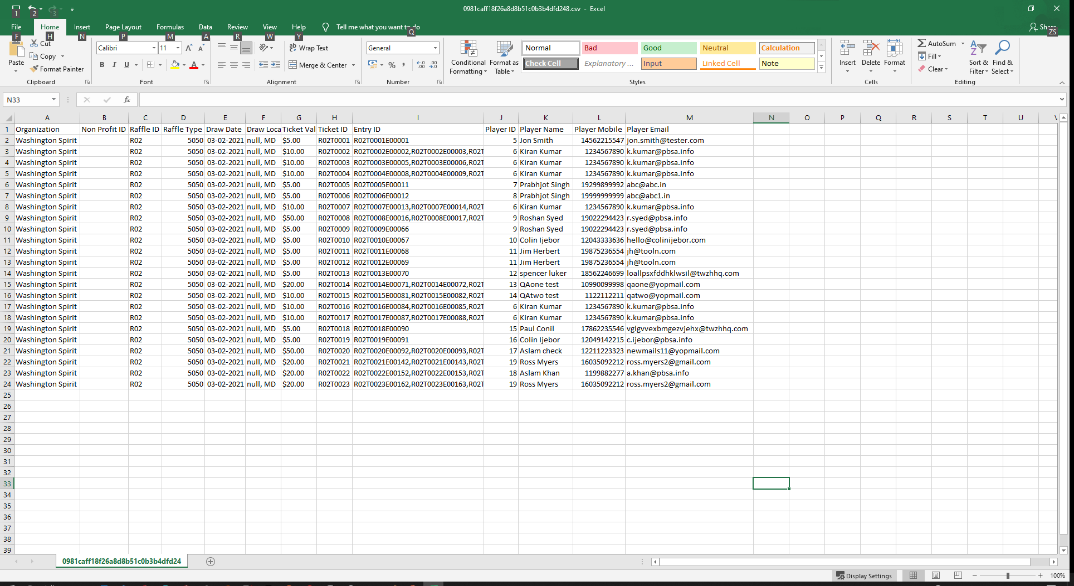 0981caff18f26a8d8b51c0b3b4dfd248.csv - Excel
File Home Insert Page Layout Formulas Data Review View Help Tell me what you want to do Share
1 2 3 F H N P M A R W Y Q ZS
Paste Cut Copy Format Painter Clipboard
Calibri 11 B I U Font
Wrap Text Merge & Center Alignment
General % , Number
Conditional Formatting Format as Table
Normal Bad Good Neutral Calculation
Check Cell Explanatory ... Input Linked Cell Note
Styles
Insert Delete Format Cells
AutoSum Fill Clear Sort & Filter Find & Select Editing
N33 fx
A B C D E F G H I J K L M N O P Q R S T U
1 Organization Non Profit ID Raffle ID Raffle Type Draw Date Draw Loca Ticket Val Ticket ID Entry ID Player ID Player Name Player Mobile Player Email
2 Washington Spirit R02 5050 03-02-2021 null, MD $5.00 R02T0001 R02T0001E00001 5 Jon Smith 14562215547 jon.smith@tester.com
3 Washington Spirit R02 5050 03-02-2021 null, MD $10.00 R02T0002 R02T0002E00002,R02T0002E00003,R02T 6 Kiran Kumar 1234567890 k.kumar@pbsa.info
4 Washington Spirit R02 5050 03-02-2021 null, MD $10.00 R02T0003 R02T0003E00005,R02T0003E00006,R02T 6 Kiran Kumar 1234567890 k.kumar@pbsa.info
5 Washington Spirit R02 5050 03-02-2021 null, MD $10.00 R02T0004 R02T0004E00008,R02T0004E00009,R02T 6 Kiran Kumar 1234567890 k.kumar@pbsa.info
6 Washington Spirit R02 5050 03-02-2021 null, MD $5.00 R02T0005 R02T0005E00011 7 Prabhjot Singh 19299899992 abc@abc.in
7 Washington Spirit R02 5050 03-02-2021 null, MD $5.00 R02T0006 R02T0006E00012 8 Prabhjot Singh 19999999999 abc@abc1.in
8 Washington Spirit R02 5050 03-02-2021 null, MD $10.00 R02T0007 R02T0007E00013,R02T0007E00014,R02T 6 Kiran Kumar 1234567890 k.kumar@pbsa.info
9 Washington Spirit R02 5050 03-02-2021 null, MD $50.00 R02T0008 R02T0008E00016,R02T0008E00017,R02T 9 Roshan Syed 19022294423 r.syed@pbsa.info
10 Washington Spirit R02 5050 03-02-2021 null, MD $5.00 R02T0009 R02T0009E00066 9 Roshan Syed 19022294423 r.syed@pbsa.info
11 Washington Spirit R02 5050 03-02-2021 null, MD $5.00 R02T0010 R02T0010E00067 10 Colin Ijebor 12043333636 hello@colinijebor.com
12 Washington Spirit R02 5050 03-02-2021 null, MD $5.00 R02T0011 R02T0011E00068 11 Jim Herbert 19875236554 jh@tooln.com
13 Washington Spirit R02 5050 03-02-2021 null, MD $5.00 R02T0012 R02T0012E00069 11 Jim Herbert 19875236554 jh@tooln.com
14 Washington Spirit R02 5050 03-02-2021 null, MD $5.00 R02T0013 R02T0013E00070 12 spencer luker 18562246699 loallpsxfddhklwsil@twzhhq.com
15 Washington Spirit R02 5050 03-02-2021 null, MD $20.00 R02T0014 R02T0014E00071,R02T0014E00072,R02T 13 QAone test 10990099998 qaone@yopmail.com
16 Washington Spirit R02 5050 03-02-2021 null, MD $10.00 R02T0015 R02T0015E00081,R02T0015E00082,R02T 14 QAtwo test 1122112211 qatwo@yopmail.com
17 Washington Spirit R02 5050 03-02-2021 null, MD $10.00 R02T0016 R02T0016E00084,R02T0016E00085,R02T 6 Kiran Kumar 1234567890 k.kumar@pbsa.info
18 Washington Spirit R02 5050 03-02-2021 null, MD $10.00 R02T0017 R02T0017E00087,R02T0017E00088,R02T 6 Kiran Kumar 1234567890 k.kumar@pbsa.info
19 Washington Spirit R02 5050 03-02-2021 null, MD $5.00 R02T0018 R02T0018E00090 15 Paul Conil 17862235546 vglgvvexbmgezvjehx@twzhhq.com
20 Washington Spirit R02 5050 03-02-2021 null, MD $5.00 R02T0019 R02T0019E00091 16 Colin Ijebor 12049142215 c.ijebor@pbsa.info
21 Washington Spirit R02 5050 03-02-2021 null, MD $50.00 R02T0020 R02T0020E00092,R02T0020E00093,R02T 17 Aslam check 12211223323 newmails11@yopmail.com
22 Washington Spirit R02 5050 03-02-2021 null, MD $20.00 R02T0021 R02T0021E00142,R02T0021E00143,R02T 19 Ross Myers 16035092212 ross.myers2@gmail.com
23 Washington Spirit R02 5050 03-02-2021 null, MD $20.00 R02T0022 R02T0022E00152,R02T0022E00153,R02T 18 Aslam Khan 1199882277 a.khan@pbsa.info
24 Washington Spirit R02 5050 03-02-2021 null, MD $20.00 R02T0023 R02T0023E00162,R02T0023E00163,R02T 19 Ross Myers 16035092212 ross.myers2@gmail.com
25
26
27
28
29
30
31
32
33
34
35
36
37
38
39
0981caff18f26a8d8b51c0b3b4dfd24
Display Settings 100%